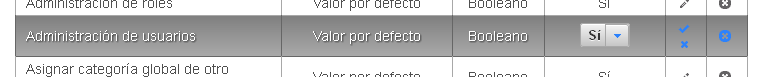 Administración de roles Valor por defecto Booleano Sí
Administración de usuarios Valor por defecto Booleano Sí
Asignar categoría global de otro Valor por defecto Booleano Sí